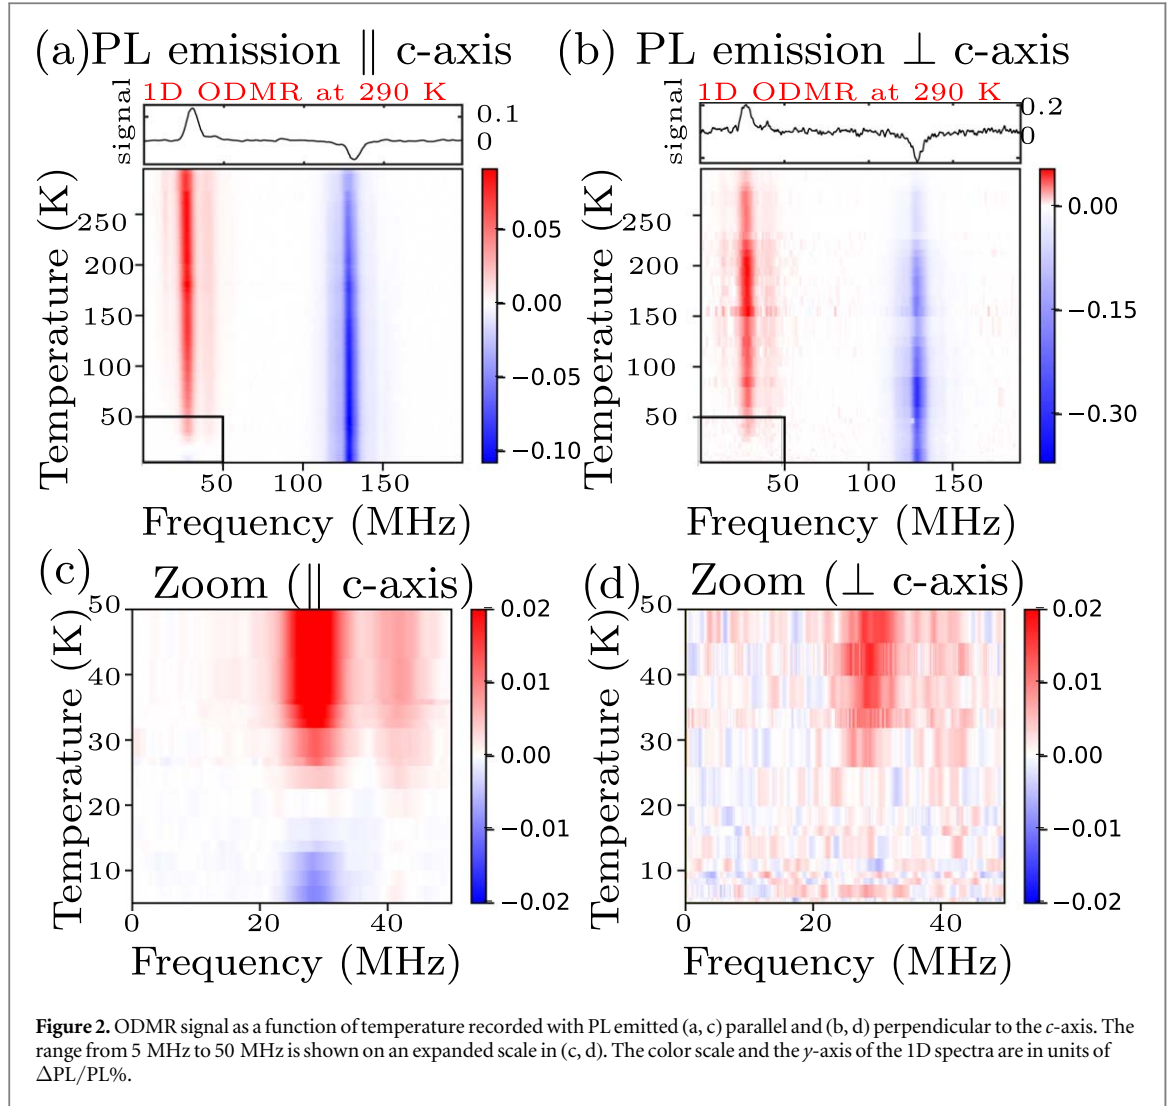 (a) PL emission ∥ c-axis
1D ODMR at 290 K
signal
0.1
0
Temperature (K)
250
200
150
100
50
0.05
0.00
−0.05
−0.10
50 100 150
Frequency (MHz)
(b) PL emission ⊥ c-axis
1D ODMR at 290 K
signal
0.2
0
Temperature (K)
250
200
150
100
50
0.00
−0.15
−0.30
50 100 150
Frequency (MHz)
(c) Zoom (∥ c-axis)
Temperature (K)
50
40
30
20
10
0.02
0.01
0.00
−0.01
−0.02
0 20 40
Frequency (MHz)
(d) Zoom (⊥ c-axis)
Temperature (K)
50
40
30
20
10
0.02
0.01
0.00
−0.01
−0.02
0 20 40
Frequency (MHz)
Figure 2. ODMR signal as a function of temperature recorded with PL emitted (a, c) parallel and (b, d) perpendicular to the c-axis. The
range from 5 MHz to 50 MHz is shown on an expanded scale in (c, d). The color scale and the y-axis of the 1D spectra are in units of
ΔPL/PL%.